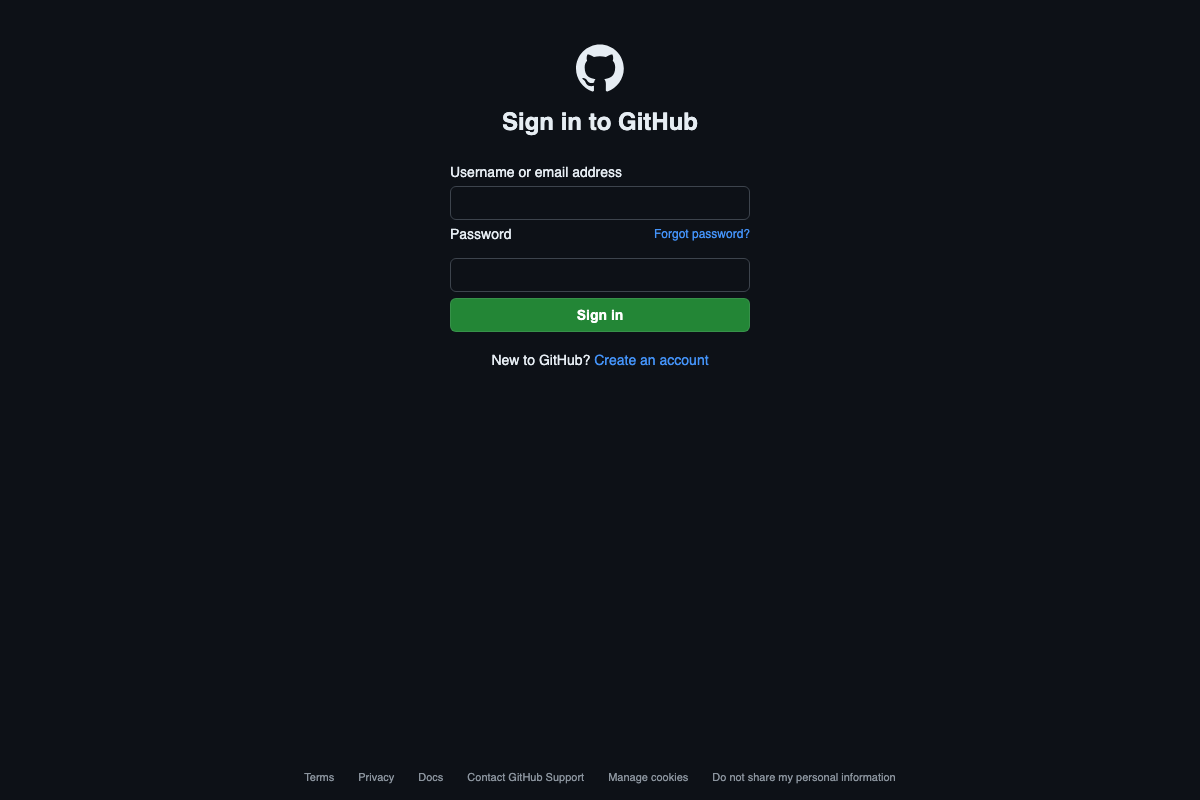 Sign in to GitHub
Username or email address
Password Forgot password?
Sign in
New to GitHub? Create an account
Terms Privacy Docs Contact GitHub Support Manage cookies Do not share my personal information